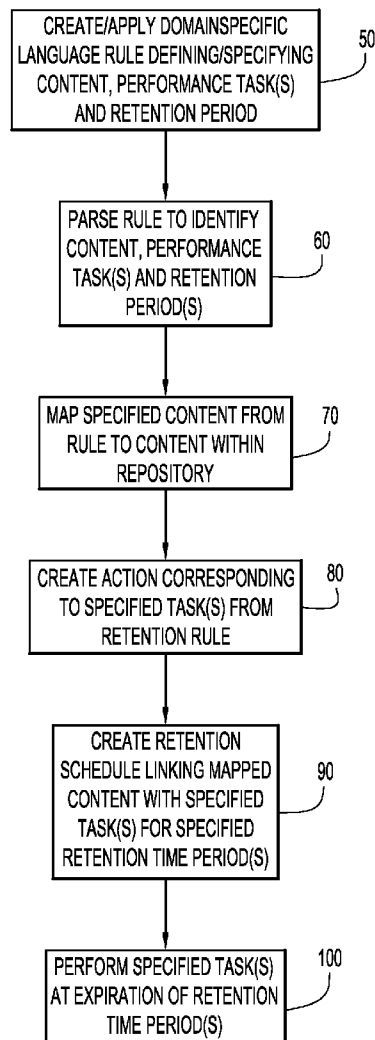 CREATE/APPLY DOMAINSPECIFIC
LANGUAGE RULE DEFINING/SPECIFYING
CONTENT, PERFORMANCE TASK(S)
AND RETENTION PERIOD
50
PARSE RULE TO IDENTIFY
CONTENT, PERFORMANCE
TASK(S) AND RETENTION
PERIOD(S)
60
MAP SPECIFIED CONTENT FROM
RULE TO CONTENT WITHIN
REPOSITORY
70
CREATE ACTION CORRESPONDING
TO SPECIFIED TASK(S) FROM
RETENTION RULE
80
CREATE RETENTION
SCHEDULE LINKING MAPPED
CONTENT WITH SPECIFIED
TASK(S) FOR SPECIFIED
RETENTION TIME PERIOD(S)
90
PERFORM SPECIFIED TASK(S)
AT EXPIRATION OF RETENTION
TIME PERIOD(S)
100